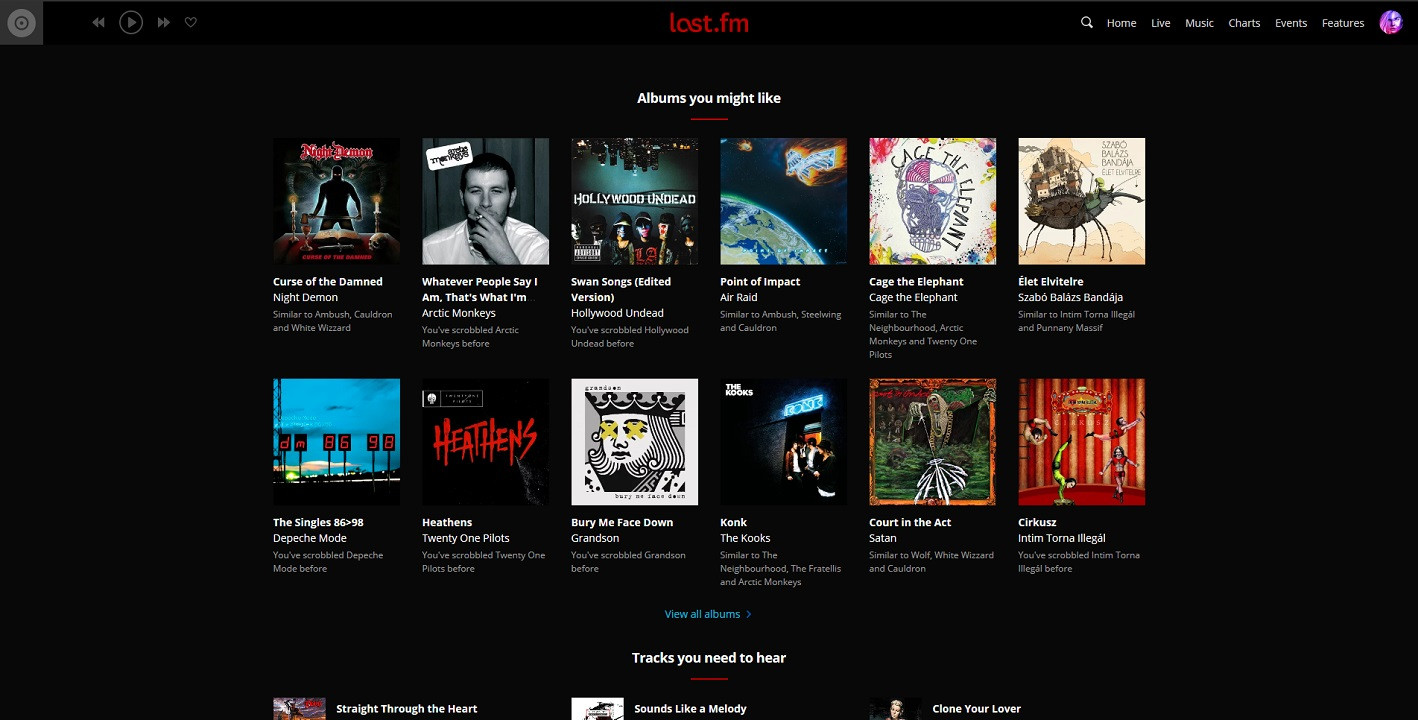 last.fm
Home Live Music Charts Events Features
Albums you might like
Night Demon
CURSE OF THE DAMNED
arctic monkeys
HOLLYWOOD UNDEAD
CAGE THE ELEPHANT
SZABÓ
BALÁZS
BANDÁJA
ÉLET ELVITELRE
Curse of the Damned
Night Demon
Similar to Ambush, Cauldron
and White Wizzard
Whatever People Say I
Am, That's What I'm
Arctic Monkeys
You've scrobbled Arctic
Monkeys before
Swan Songs (Edited
Version)
Hollywood Undead
You've scrobbled Hollywood
Undead before
Point of Impact
Air Raid
Similar to Ambush, Steelwing
and Cauldron
Cage the Elephant
Cage the Elephant
Similar to The
Neighbourhood, Arctic
Monkeys and Twenty One
Pilots
Élet Elvitelre
Szabó Balázs Bandája
Similar to Intim Torna Illegál
and Punnany Massif
dm 86 98
TWENTY ONE
PILOTS
HEATHENS
grandson
bury me face down
THE
KOOKS
KONK
The Singles 86>98
Depeche Mode
You've scrobbled Depeche
Mode before
Heathens
Twenty One Pilots
You've scrobbled Twenty One
Pilots before
Bury Me Face Down
Grandson
You've scrobbled Grandson
before
Konk
The Kooks
Similar to The
Neighbourhood, The Fratellis
and Arctic Monkeys
Court in the Act
Satan
Similar to Wolf, White Wizzard
and Cauldron
Cirkusz
Intim Torna Illegál
You've scrobbled Intim Torna
Illegál before
View all albums
Tracks you need to hear
Straight Through the Heart
Sounds Like a Melody
Clone Your Lover